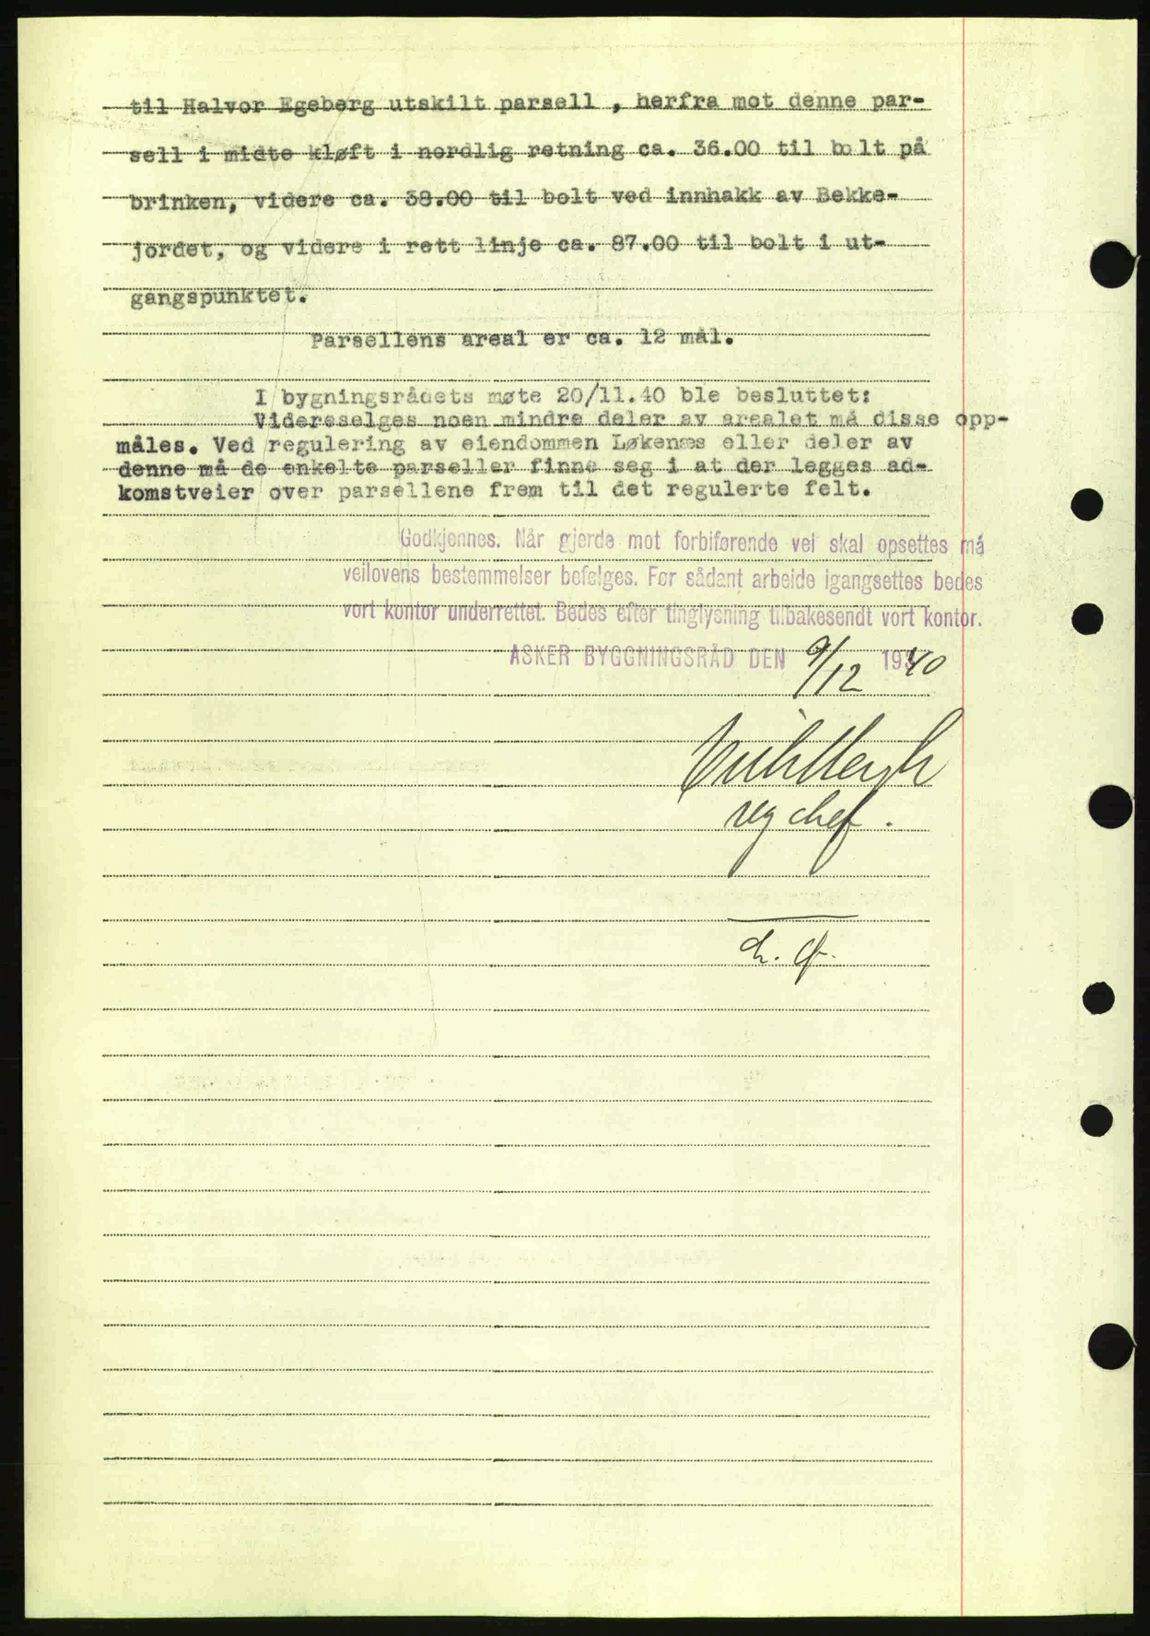 til Halvor Egeberg utskilt parsell , herfra mot denne par-
sell i midte kløft i nordlig retning ca. 36.00 til bolt på
brinken, videre ca. 38.00 til bolt ved innhakk av Bekke-
jordet, og videre i rett linje ca. 87.00 til bolt i ut-
gangspunktet.
Parsellens areal er ca. 12 mål.
I bygningsrådets møte 20/11.40 ble besluttet:
Videreselges noen mindre deler av arealet må disse opp-
måles. Ved regulering av eiendommen Løkenæs eller deler av
denne må de enkelte parseller finne seg i at der legges ad-
komstveier over parsellene frem til det regulerte felt.
Godkjennes. Når gjerde mot forbiførende vei skal opsettes må
veilovens bestemmelser befølges. Før sådant arbeide igangsettes bedes
vort kontor underrettet. Bedes efter tinglysning tilbakesendt vort kontor.
ASKER BYGGNINGSRÅD DEN 9/12 1940
reg chef.